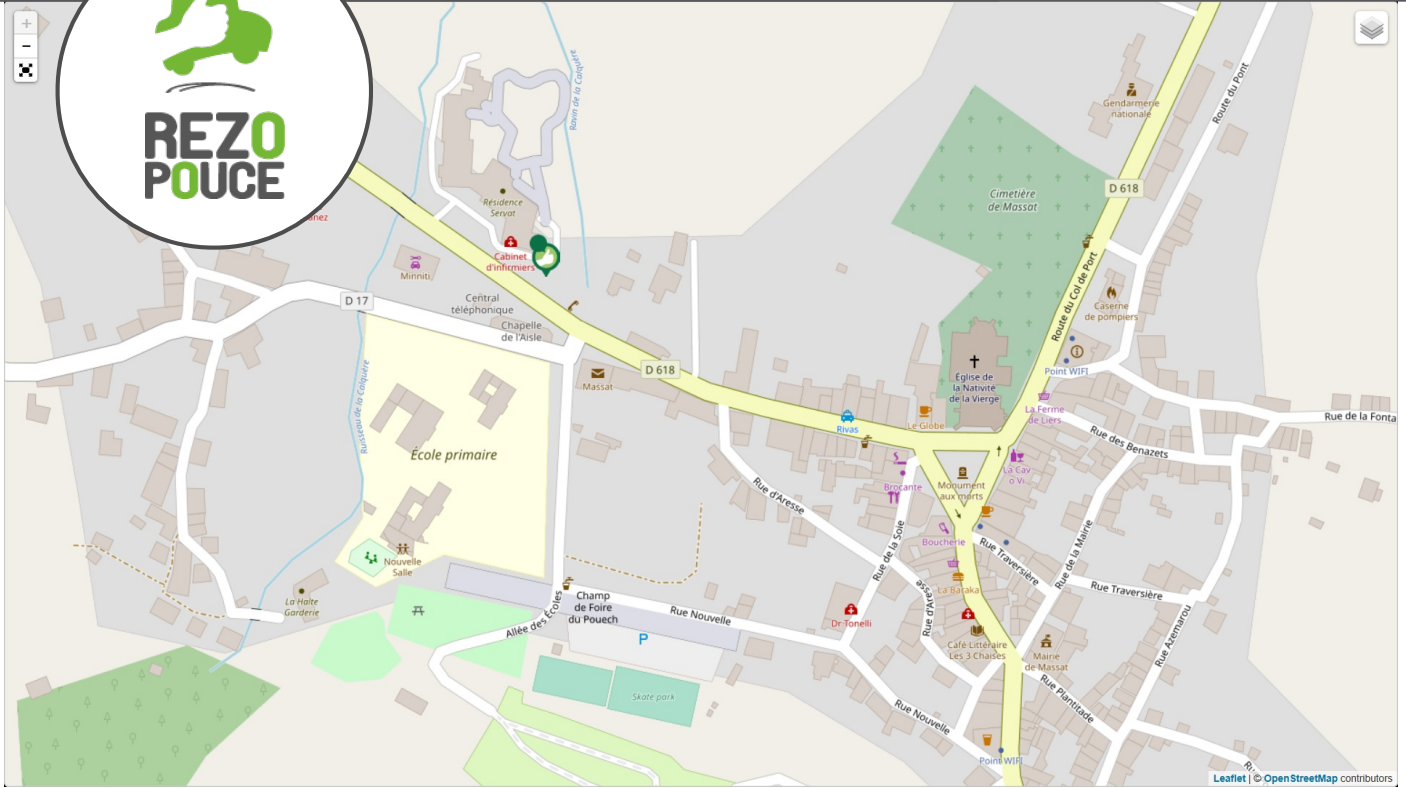 +
−
REZO
POUCE
nez
Ravin de la Calquère
Gendarmerie
nationale
Route du Pont
Résidence
Servat
Cimetière
de Massat
D 618
Cabinet
d'infirmiers
Minniti
Central
téléphonique
D 17
Chapelle
de l'Aisle
Route du Col de Port
Caserne
de pompiers
Point WIFI
D 618
Massat
Église de
la Nativité
de la Vierge
Ruisseau de la Calquère
La Ferme
de Liers
Rivas
Le Globe
Rue de la Fonta
Rue des Benazets
École primaire
La Cav
o Vi
Brocante
Monument
aux morts
Rue d'Aresse
Boucherie
Rue de la Soie
Rue Traversière
Rue de la Mairie
Nouvelle
Salle
La Baraka
Rue Traversière
La Halte
Garderie
Champ
de Foire
du Pouech
Allée des Écoles
Rue Nouvelle
P
Dr Tonelli
Rue d'Aresse
Café Littéraire
Les 3 Chaises
Mairie
de Massat
Rue Azemarou
Skate park
Rue Plantitade
Rue Nouvelle
Point WIFI
Leaflet | © OpenStreetMap contributors